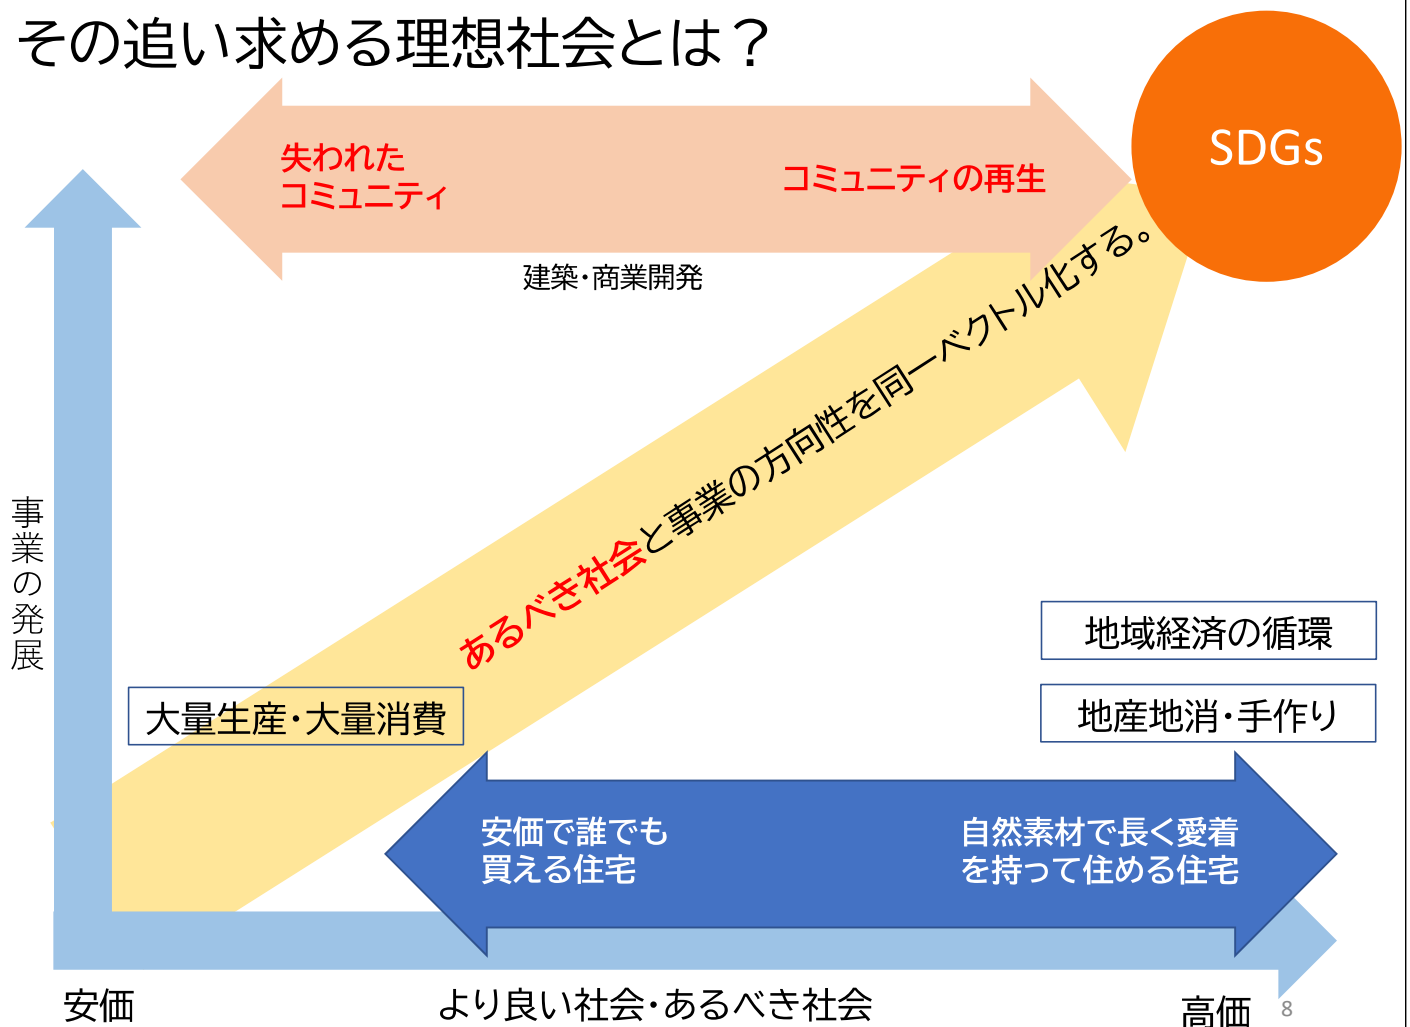 その追い求める理想社会とは？
SDGs
失われた
コミュニティ
コミュニティの再生
建築・商業開発
あるべき社会と事業の方向性を同一ベクトル化する。
事業の発展
地域経済の循環
地産地消・手作り
大量生産・大量消費
安価で誰でも
買える住宅
自然素材で長く愛着
を持って住める住宅
安価
より良い社会・あるべき社会
高価
8